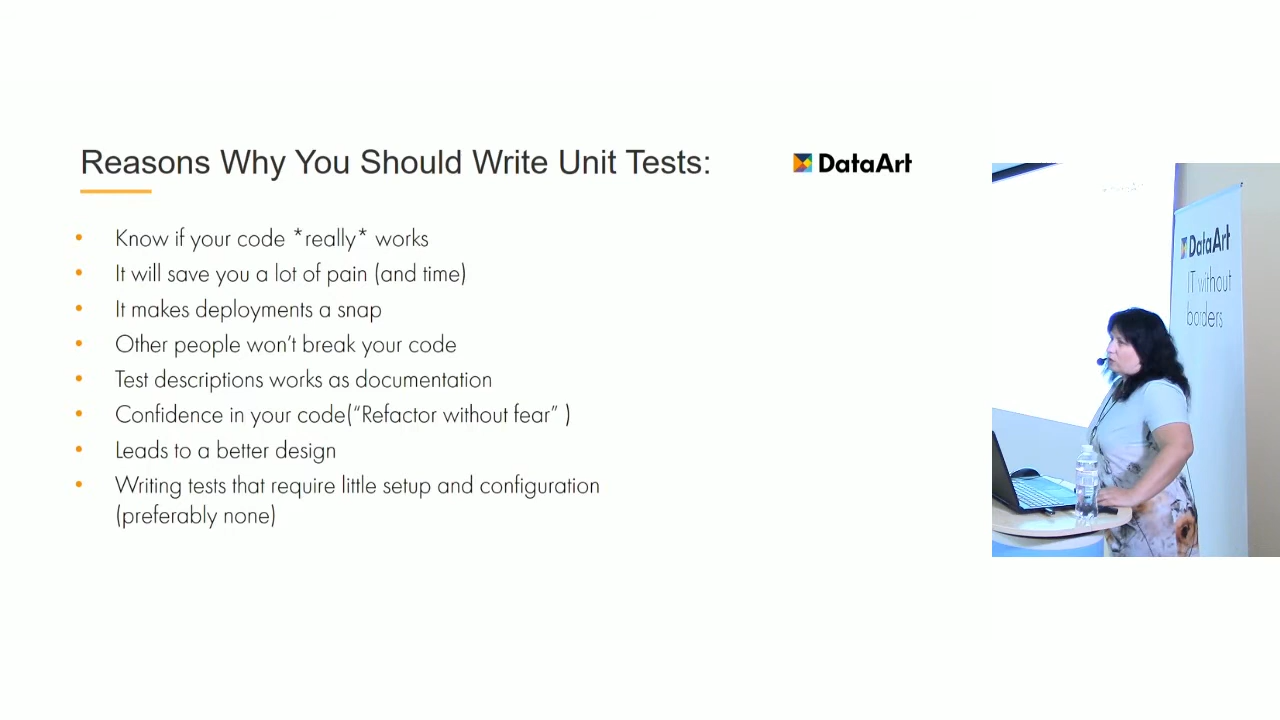 Reasons Why You Should Write Unit Tests:
DataArt
• Know if your code *really* works
• It will save you a lot of pain (and time)
• It makes deployments a snap
• Other people won't break your code
• Test descriptions works as documentation
• Confidence in your code(“Refactor without fear” )
• Leads to a better design
• Writing tests that require little setup and configuration
(preferably none)
DataArt
IT without
borders